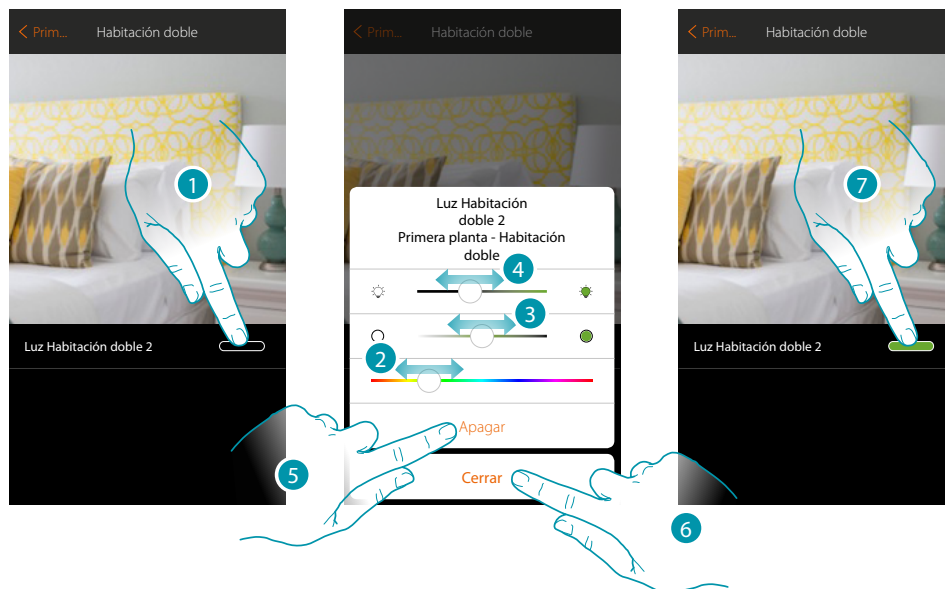 Prim... Habitación doble
1
Luz Habitación doble 2
Prim... Habitación doble
Luz Habitación
doble 2
Primera planta - Habitación
doble
4
3
2
Apagar
5
Cerrar
6
Prim... Habitación doble
7
Luz Habitación doble 2